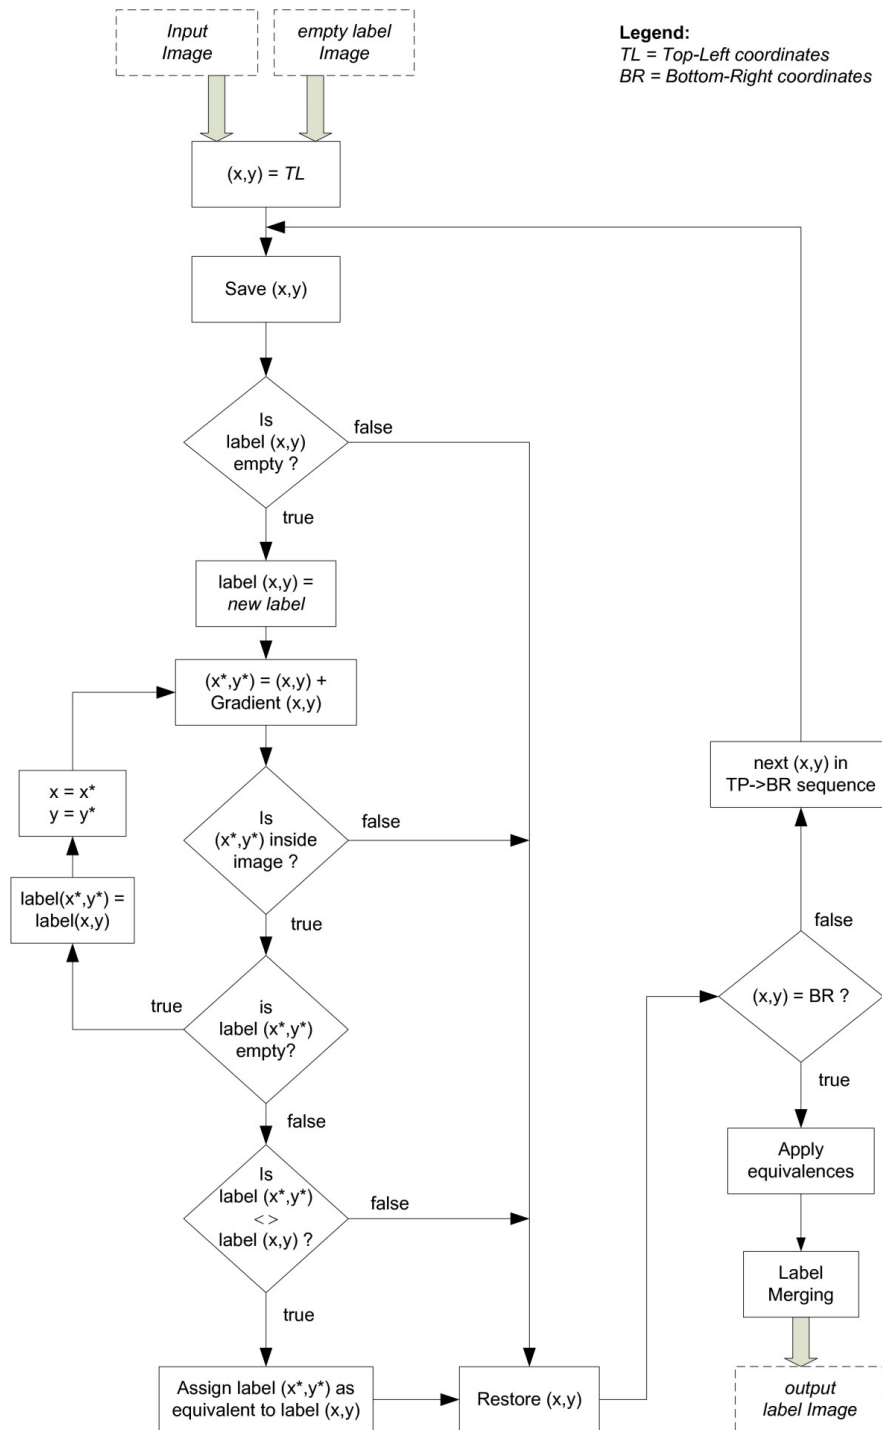 Input
Image
empty label
Image
Legend:
TL = Top-Left coordinates
BR = Bottom-Right coordinates
(x,y) = TL
Save (x,y)
Is
label (x,y)
empty ?
false
true
label (x,y) =
new label
(x*,y*) = (x,y) +
Gradient (x,y)
x = x*
y = y*
label(x*,y*) =
label(x,y)
Is
(x*,y*) inside
image ?
false
true
is
label (x*,y*)
empty?
true
false
Is
label (x*,y*)
< >
label (x,y) ?
false
true
Assign label (x*,y*) as
equivalent to label (x,y)
Restore (x,y)
next (x,y) in
TP->BR sequence
false
(x,y) = BR ?
true
Apply
equivalences
Label
Merging
output
label Image